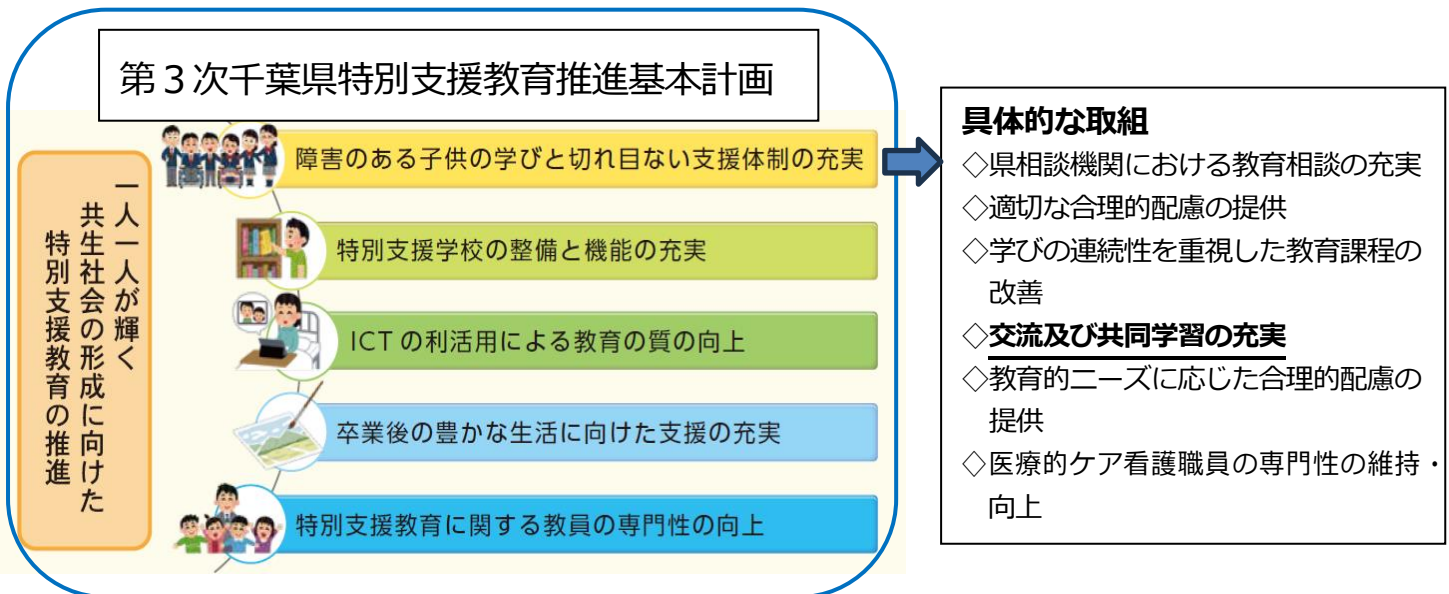 第３次千葉県特別支援教育推進基本計画
一人一人が輝く
共生社会の形成に向けた
特別支援教育の推進
障害のある子供の学びと切れ目ない支援体制の充実
特別支援学校の整備と機能の充実
ICTの利活用による教育の質の向上
卒業後の豊かな生活に向けた支援の充実
特別支援教育に関する教員の専門性の向上
具体的な取組
◇県相談機関における教育相談の充実
◇適切な合理的配慮の提供
◇学びの連続性を重視した教育課程の
改善
◇交流及び共同学習の充実
◇教育的ニーズに応じた合理的配慮の
提供
◇医療的ケア看護職員の専門性の維持・
向上